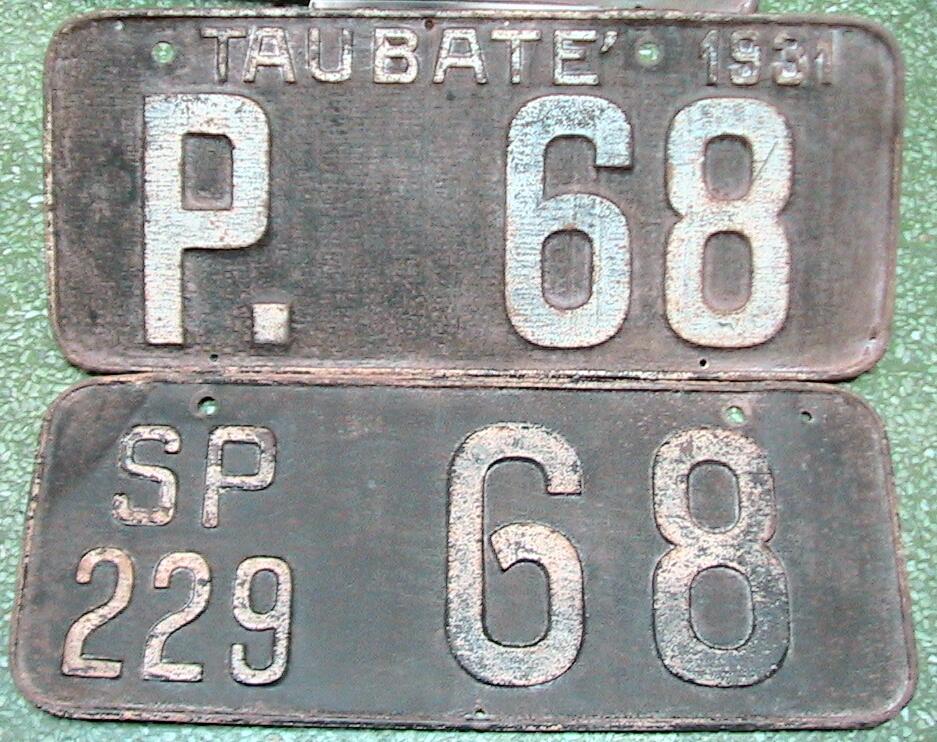 TAUBATE' 1931
P. 68
SP
229 68